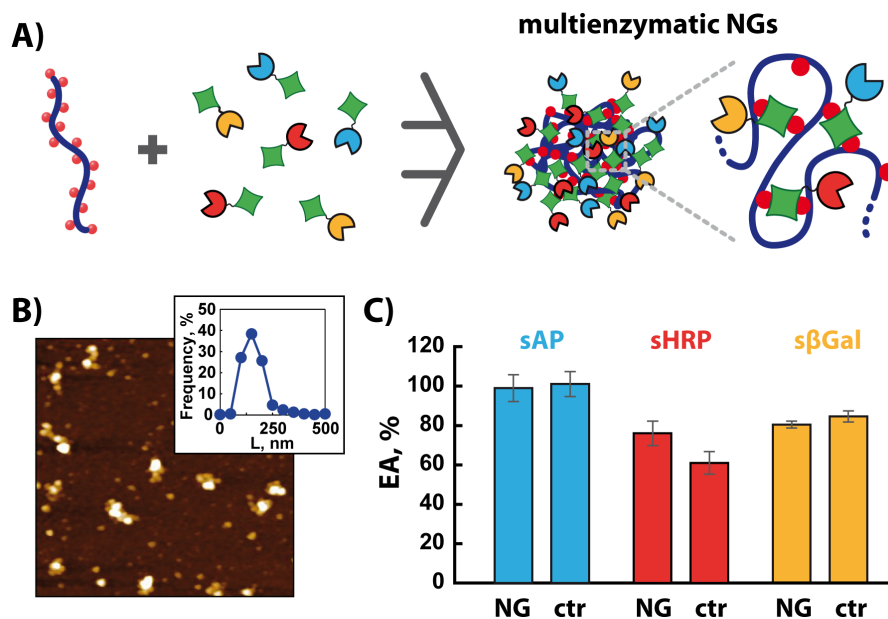 A)
multienzymatic NGs
B)
Frequency, %
50
40
30
20
10
0
0
250
500
L, nm
C)
sAP
sHRP
sβGal
EA, %
120
100
80
60
40
20
0
NG
ctr
NG
ctr
NG
ctr